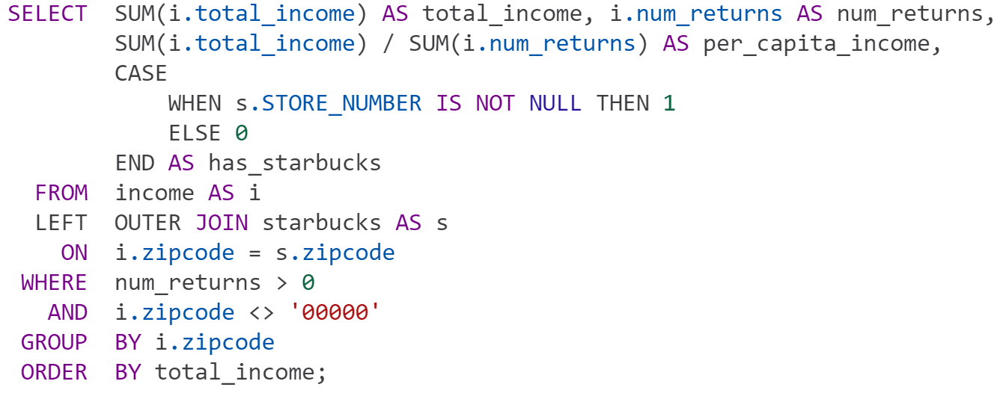 SELECT SUM(i.total_income) AS total_income, i.num_returns AS num_returns,
SUM(i.total_income) / SUM(i.num_returns) AS per_capita_income,
CASE
WHEN s.STORE_NUMBER IS NOT NULL THEN 1
ELSE 0
END AS has_starbucks
FROM income AS i
LEFT OUTER JOIN starbucks AS s
ON i.zipcode = s.zipcode
WHERE num_returns > 0
AND i.zipcode <> '00000'
GROUP BY i.zipcode
ORDER BY total_income;